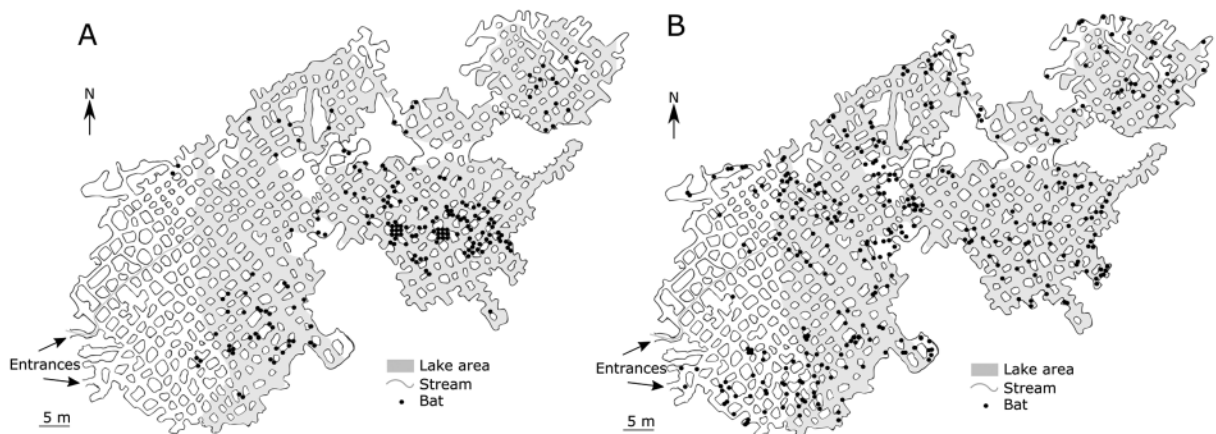 A
N
Entrances
5 m
Lake area
Stream
Bat
B
N
Entrances
5 m
Lake area
Stream
Bat